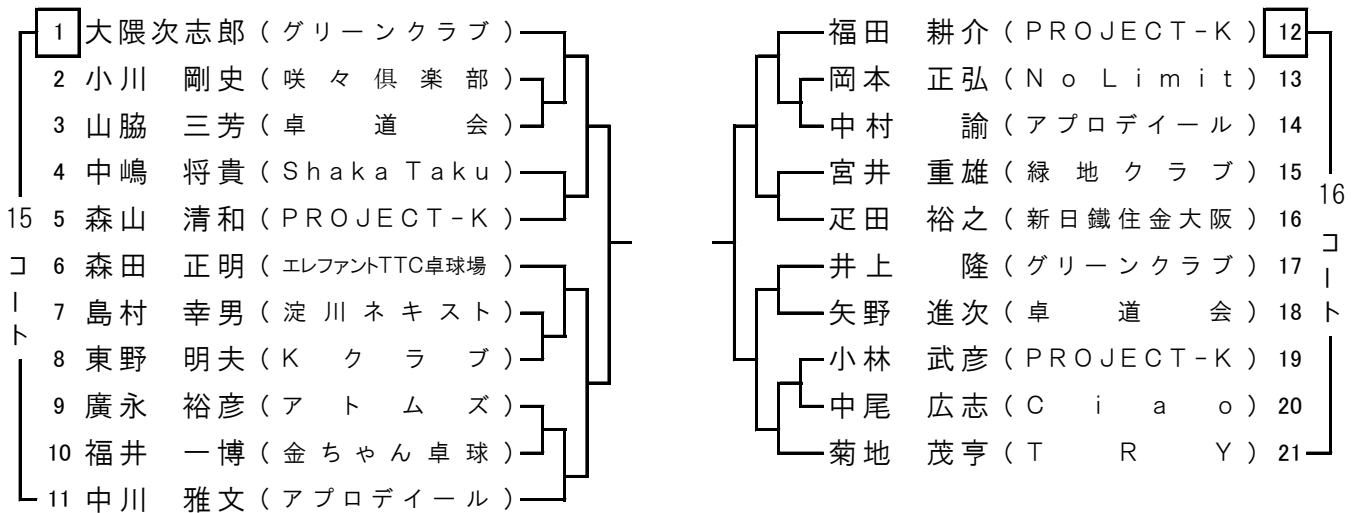 1 大隈次志郎 ( グリーンクラブ )
2 小川 剛史 ( 咲々倶楽部 )
3 山脇 三芳 ( 卓道会 )
4 中嶋 将貴 ( Shaka Taku )
5 森山 清和 ( PROJECT-K )
6 森田 正明 ( エレファントTTC卓球場 )
7 島村 幸男 ( 淀川ネキスト )
8 東野 明夫 ( Kクラブ )
9 廣永 裕彦 ( アトムズ )
10 福井 一博 ( 金ちゃん卓球 )
11 中川 雅文 ( アプロデイール )
15コート
福田 耕介 ( PROJECT-K ) 12
岡本 正弘 ( No Limit ) 13
中村 諭 ( アプロデイール ) 14
宮井 重雄 ( 緑地クラブ ) 15
疋田 裕之 ( 新日鐵住金大阪 ) 16
井上 隆 ( グリーンクラブ ) 17
矢野 進次 ( 卓道会 ) 18
小林 武彦 ( PROJECT-K ) 19
中尾 広志 ( Ciao ) 20
菊地 茂亨 ( TRY ) 21
16コート